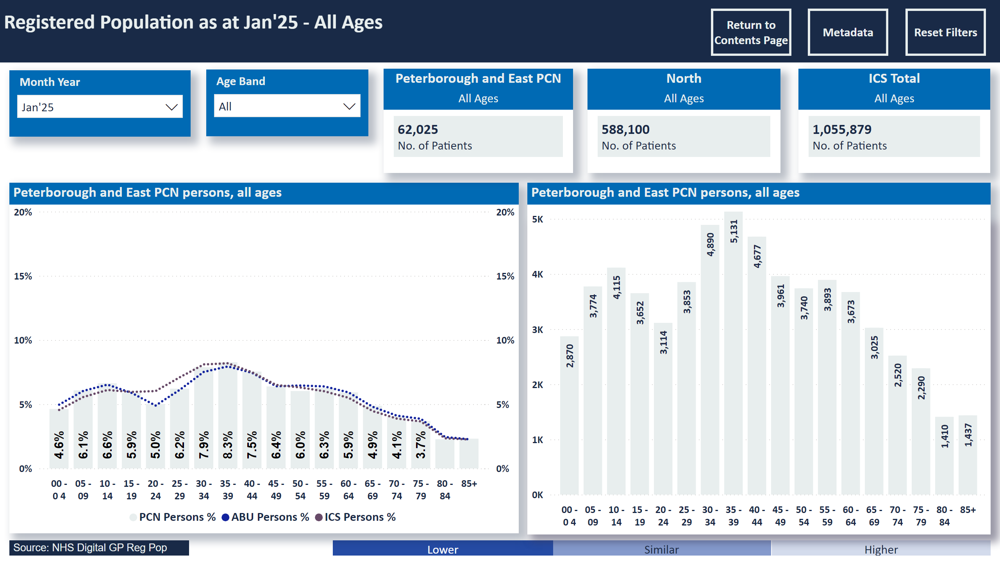 Registered Population as at Jan'25 - All Ages
Return to
Contents Page
Metadata
Reset Filters
Month Year
Jan'25
Age Band
All
Peterborough and East PCN
All Ages
62,025
No. of Patients
North
All Ages
588,100
No. of Patients
ICS Total
All Ages
1,055,879
No. of Patients
Peterborough and East PCN persons, all ages
20%
15%
10%
5%
0%
20%
15%
10%
5%
0%
4.6%
6.1%
6.6%
5.9%
5.0%
6.2%
7.9%
8.3%
7.5%
6.4%
6.0%
6.3%
5.9%
4.9%
4.1%
3.7%
00 - 05 - 10 - 15 - 20 - 25 - 30 - 35 - 40 - 45 - 50 - 55 - 60 - 65 - 70 - 75 - 80 - 85+
0 4 09 14 19 24 29 34 39 44 49 54 59 64 69 74 79 84
PCN Persons % ABU Persons % ICS Persons %
Peterborough and East PCN persons, all ages
5K
4K
3K
2K
1K
0K
2,870
3,774
4,115
3,652
3,114
3,853
4,890
5,131
4,677
3,961
3,740
3,893
3,673
3,025
2,520
2,290
1,410
1,437
00 - 05 - 10 - 15 - 20 - 25 - 30 - 35 - 40 - 45 - 50 - 55 - 60 - 65 - 70 - 75 - 80 - 85+
0 4 09 14 19 24 29 34 39 44 49 54 59 64 69 74 79 84
Source: NHS Digital GP Reg Pop
Lower
Similar
Higher